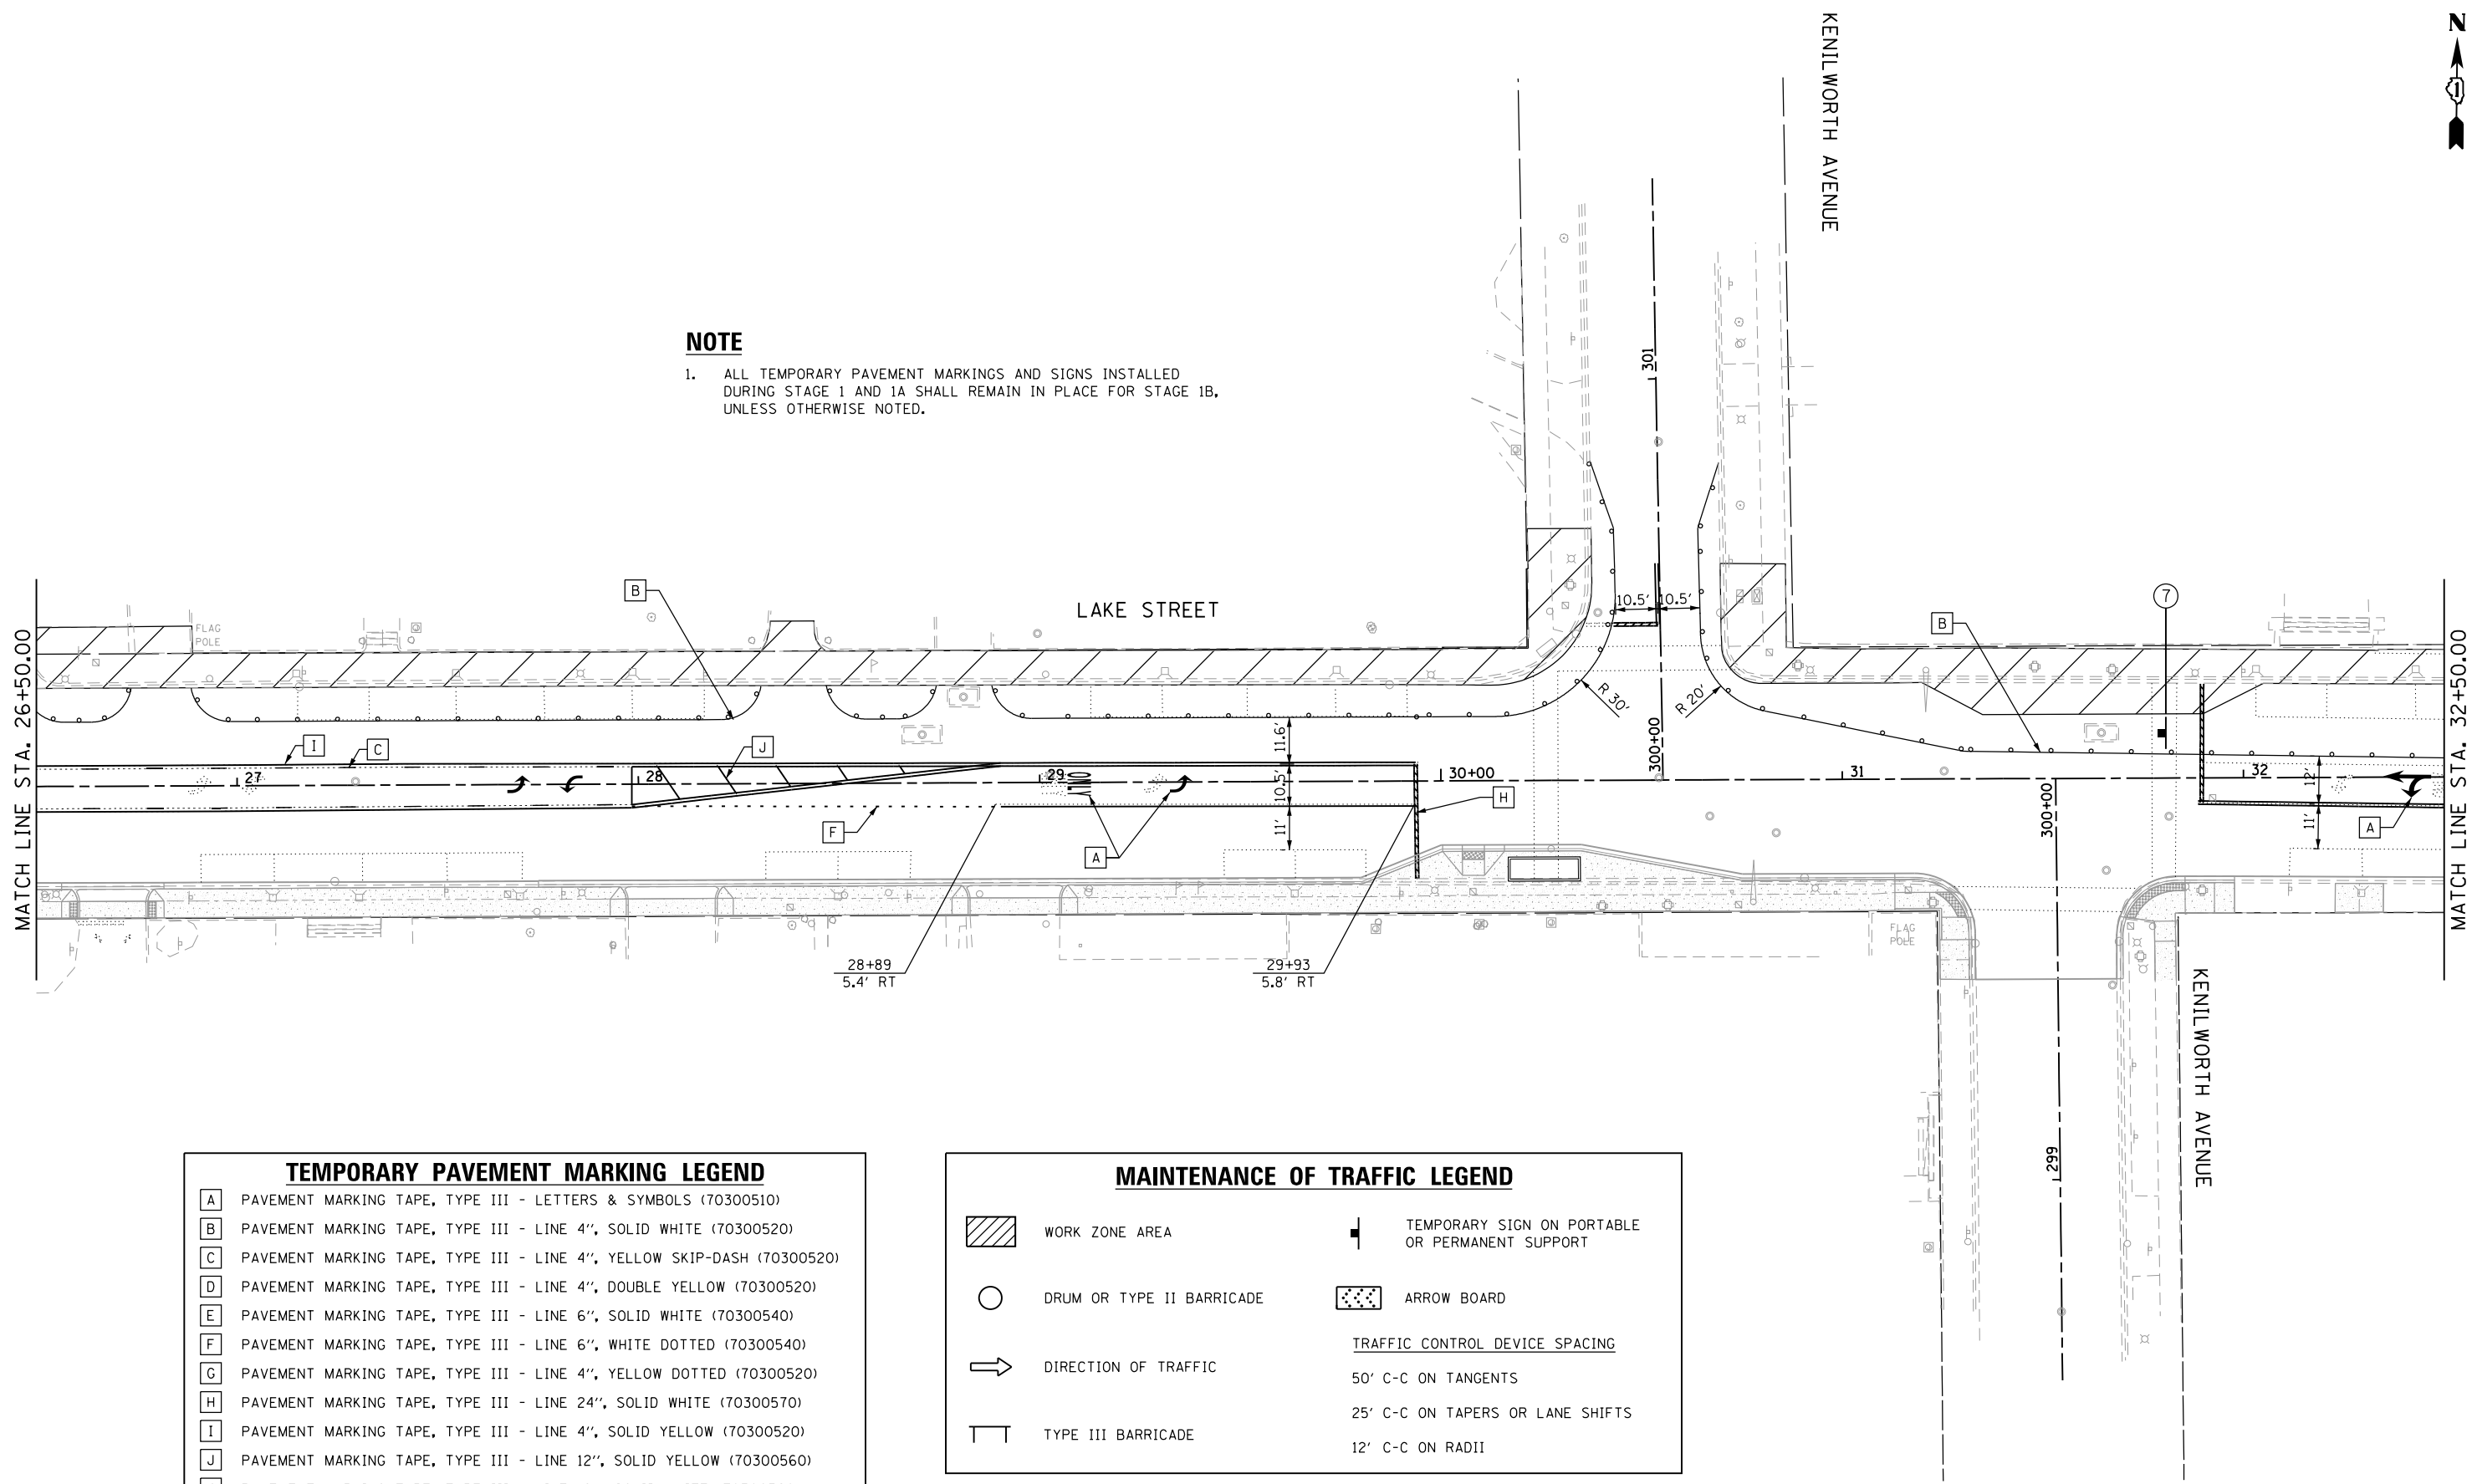 N
1
KENILWORTH AVENUE
NOTE
1. ALL TEMPORARY PAVEMENT MARKINGS AND SIGNS INSTALLED
DURING STAGE 1 AND 1A SHALL REMAIN IN PLACE FOR STAGE 1B,
UNLESS OTHERWISE NOTED.
301
LAKE STREET
B
10.5' 10.5'
7
B
FLAG
POLE
MATCH LINE STA. 26+50.00
MATCH LINE STA. 32+50.00
R 30'
R 20'
I
C
J
11.6'
300+00
27
28
29
30+00
31
32
10.5'
12'
H
F
11'
A
300+00
11'
A
FLAG
POLE
28+89
5.4' RT
29+93
5.8' RT
KENILWORTH AVENUE
299
TEMPORARY PAVEMENT MARKING LEGEND
A PAVEMENT MARKING TAPE, TYPE III - LETTERS & SYMBOLS (70300510)
B PAVEMENT MARKING TAPE, TYPE III - LINE 4", SOLID WHITE (70300520)
C PAVEMENT MARKING TAPE, TYPE III - LINE 4", YELLOW SKIP-DASH (70300520)
D PAVEMENT MARKING TAPE, TYPE III - LINE 4", DOUBLE YELLOW (70300520)
E PAVEMENT MARKING TAPE, TYPE III - LINE 6", SOLID WHITE (70300540)
F PAVEMENT MARKING TAPE, TYPE III - LINE 6", WHITE DOTTED (70300540)
G PAVEMENT MARKING TAPE, TYPE III - LINE 4", YELLOW DOTTED (70300520)
H PAVEMENT MARKING TAPE, TYPE III - LINE 24", SOLID WHITE (70300570)
I PAVEMENT MARKING TAPE, TYPE III - LINE 4", SOLID YELLOW (70300520)
J PAVEMENT MARKING TAPE, TYPE III - LINE 12", SOLID YELLOW (70300560)
MAINTENANCE OF TRAFFIC LEGEND
WORK ZONE AREA
TEMPORARY SIGN ON PORTABLE
OR PERMANENT SUPPORT
DRUM OR TYPE II BARRICADE
ARROW BOARD
TRAFFIC CONTROL DEVICE SPACING
DIRECTION OF TRAFFIC
50' C-C ON TANGENTS
25' C-C ON TAPERS OR LANE SHIFTS
TYPE III BARRICADE
12' C-C ON RADII